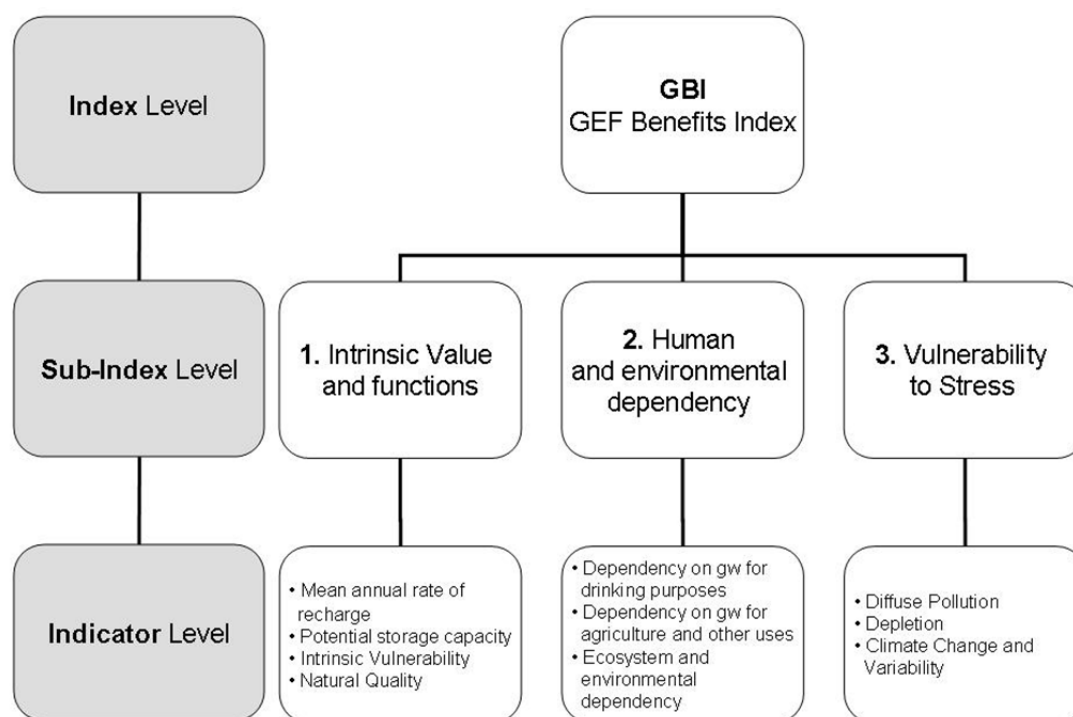 Index Level
GBI
GEF Benefits Index
Sub-Index Level
1. Intrinsic Value
and functions
2. Human
and environmental
dependency
3. Vulnerability
to Stress
Indicator Level
• Mean annual rate of
recharge
• Potential storage capacity
• Intrinsic Vulnerability
• Natural Quality
• Dependency on gw for
drinking purposes
• Dependency on gw for
agriculture and other uses
• Ecosystem and
environmental
dependency
• Diffuse Pollution
• Depletion
• Climate Change and
Variability